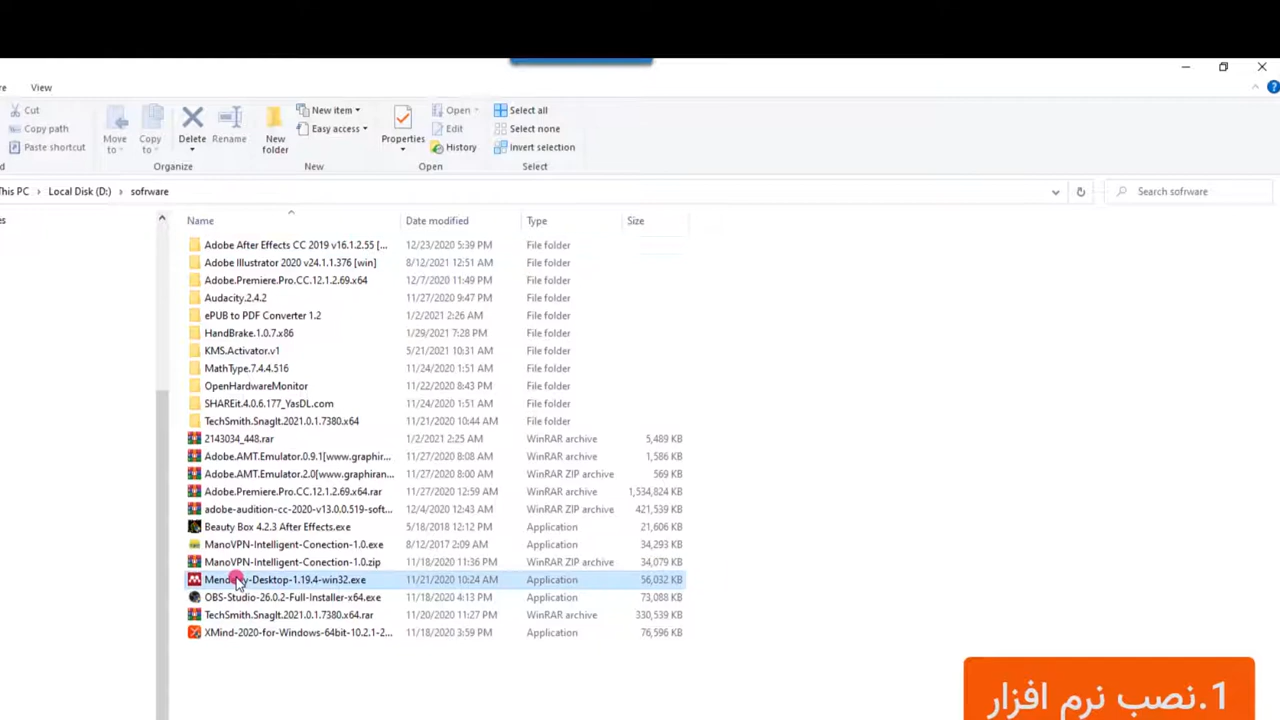 View
Cut
Copy path
Paste shortcut
Move to
Copy to
Delete
Rename
Organize
New folder
New item
Easy access
New
Properties
Open
Edit
History
Open
Select all
Select none
Invert selection
Select
This PC > Local Disk (D:) > sofrware
Search sofrware
Name Date modified Type Size
Adobe After Effects CC 2019 v16.1.2.55 [... 12/23/2020 5:39 PM File folder
Adobe Illustrator 2020 v24.1.1.376 [win] 8/12/2021 12:51 AM File folder
Adobe.Premiere.Pro.CC.12.1.2.69.x64 12/7/2020 11:49 PM File folder
Audacity.2.4.2 11/27/2020 9:47 PM File folder
ePUB to PDF Converter 1.2 1/2/2021 2:26 AM File folder
HandBrake.1.0.7.x86 1/29/2021 7:28 PM File folder
KMS.Activator.v1 5/21/2021 10:31 AM File folder
MathType.7.4.4.516 11/24/2020 1:51 AM File folder
OpenHardwareMonitor 11/22/2020 8:43 PM File folder
SHAREit.4.0.6.177_YasDL.com 11/24/2020 1:51 AM File folder
TechSmith.SnagIt.2021.0.1.7380.x64 11/21/2020 10:44 AM File folder
2143034_448.rar 1/2/2021 2:25 AM WinRAR archive 5,489 KB
Adobe.AMT.Emulator.0.9.1[www.graphir... 11/27/2020 8:08 AM WinRAR archive 1,586 KB
Adobe.AMT.Emulator.2.0[www.graphiran... 11/27/2020 8:00 AM WinRAR ZIP archive 569 KB
Adobe.Premiere.Pro.CC.12.1.2.69.x64.rar 11/27/2020 12:59 AM WinRAR archive 1,534,824 KB
adobe-audition-cc-2020-v13.0.0.519-soft... 12/4/2020 12:43 AM WinRAR ZIP archive 421,539 KB
Beauty Box 4.2.3 After Effects.exe 5/18/2018 12:12 PM Application 21,606 KB
ManoVPN-Intelligent-Conection-1.0.exe 8/12/2017 2:09 AM Application 34,293 KB
ManoVPN-Intelligent-Conection-1.0.zip 11/18/2020 11:36 PM WinRAR ZIP archive 34,079 KB
Mendeley-Desktop-1.19.4-win32.exe 11/21/2020 10:24 AM Application 56,032 KB
OBS-Studio-26.0.2-Full-Installer-x64.exe 11/18/2020 4:13 PM Application 73,088 KB
TechSmith.SnagIt.2021.0.1.7380.x64.rar 11/20/2020 11:27 PM WinRAR archive 330,539 KB
XMind-2020-for-Windows-64bit-10.2.1-2... 11/18/2020 3:59 PM Application 76,596 KB
1.نصب نرم افزار